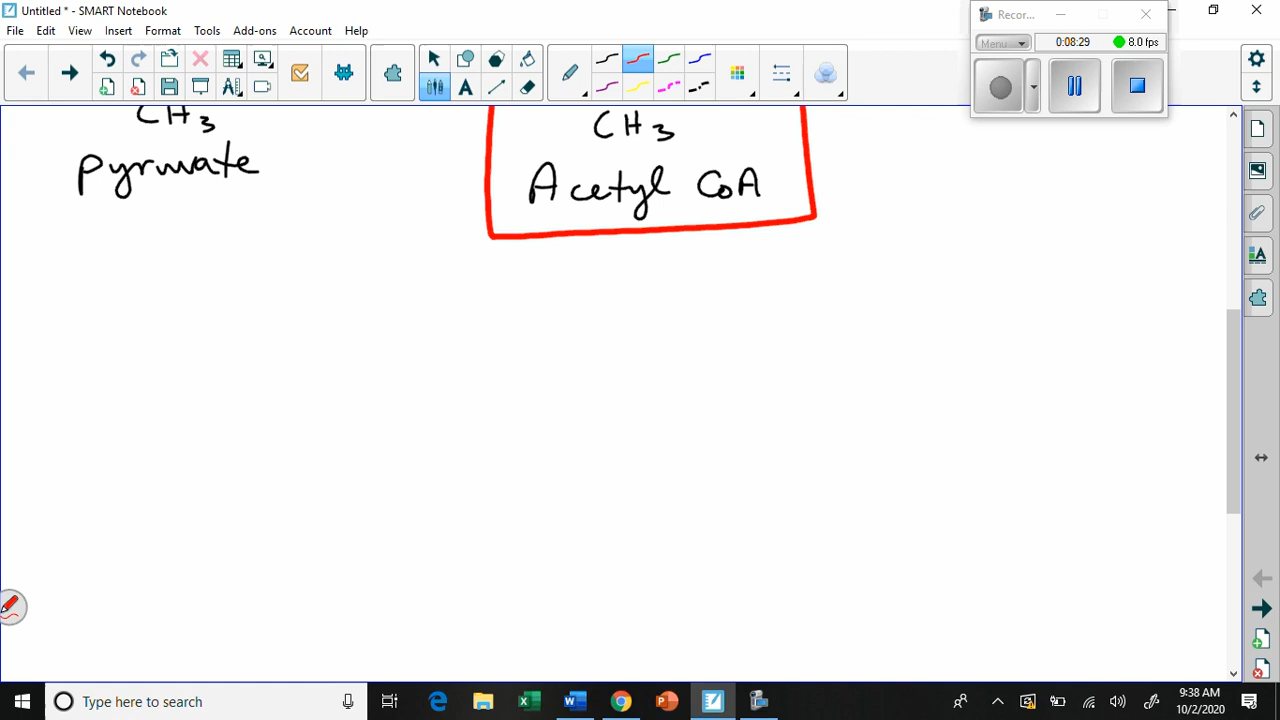 Untitled * - SMART Notebook
File Edit View Insert Format Tools Add-ons Account Help
Recor...
Menu 0:08:29 8.0 fps
CH3 CH3
pyruvate Acetyl CoA
Type here to search
9:38 AM
10/2/2020